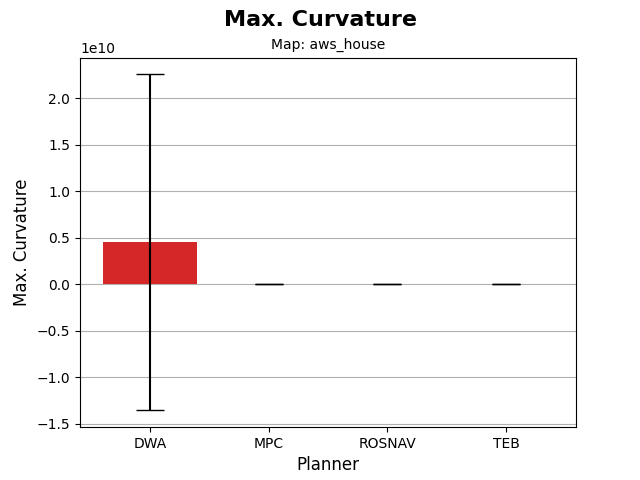 Max. Curvature
Map: aws_house
1e10
2.0
1.5
1.0
0.5
0.0
−0.5
−1.0
−1.5
Max. Curvature
DWA MPC ROSNAV TEB
Planner